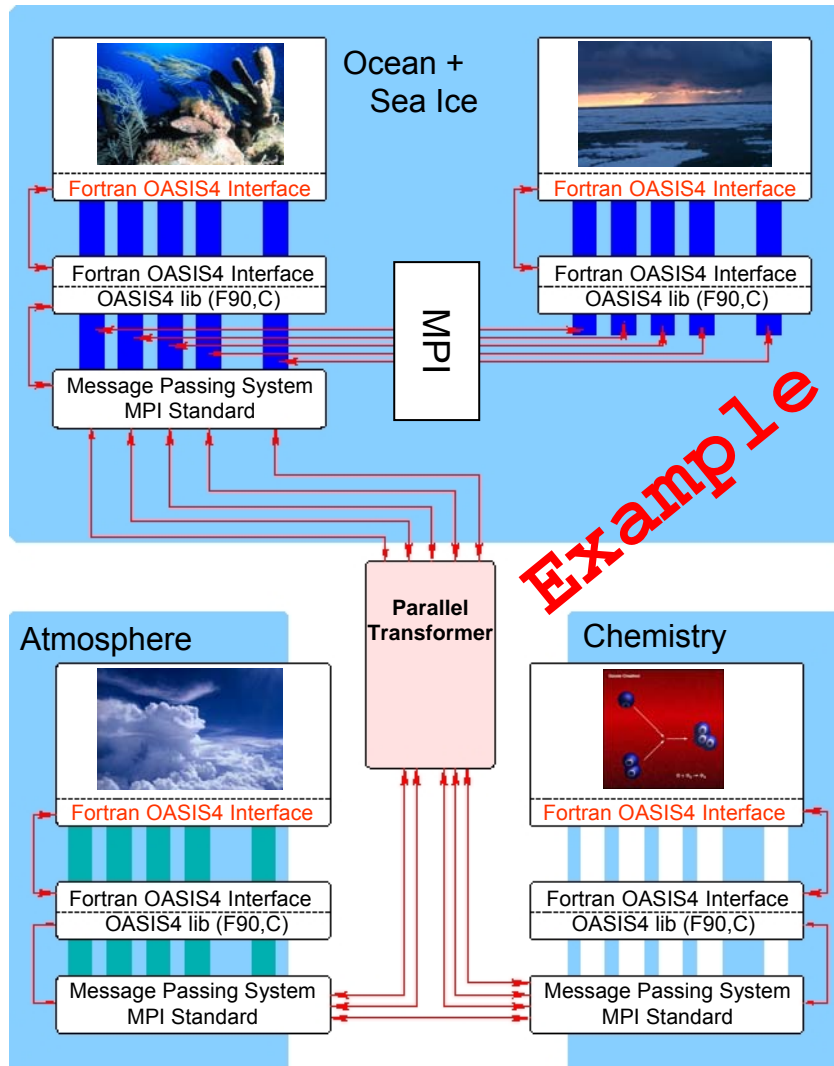 Ocean +
Sea Ice
Fortran OASIS4 Interface
Fortran OASIS4 Interface
Fortran OASIS4 Interface
OASIS4 lib (F90,C)
Fortran OASIS4 Interface
OASIS4 lib (F90,C)
MPI
Message Passing System
MPI Standard
Example
Parallel
Transformer
Atmosphere
Chemistry
Fortran OASIS4 Interface
Fortran OASIS4 Interface
Fortran OASIS4 Interface
OASIS4 lib (F90,C)
Fortran OASIS4 Interface
OASIS4 lib (F90,C)
Message Passing System
MPI Standard
Message Passing System
MPI Standard